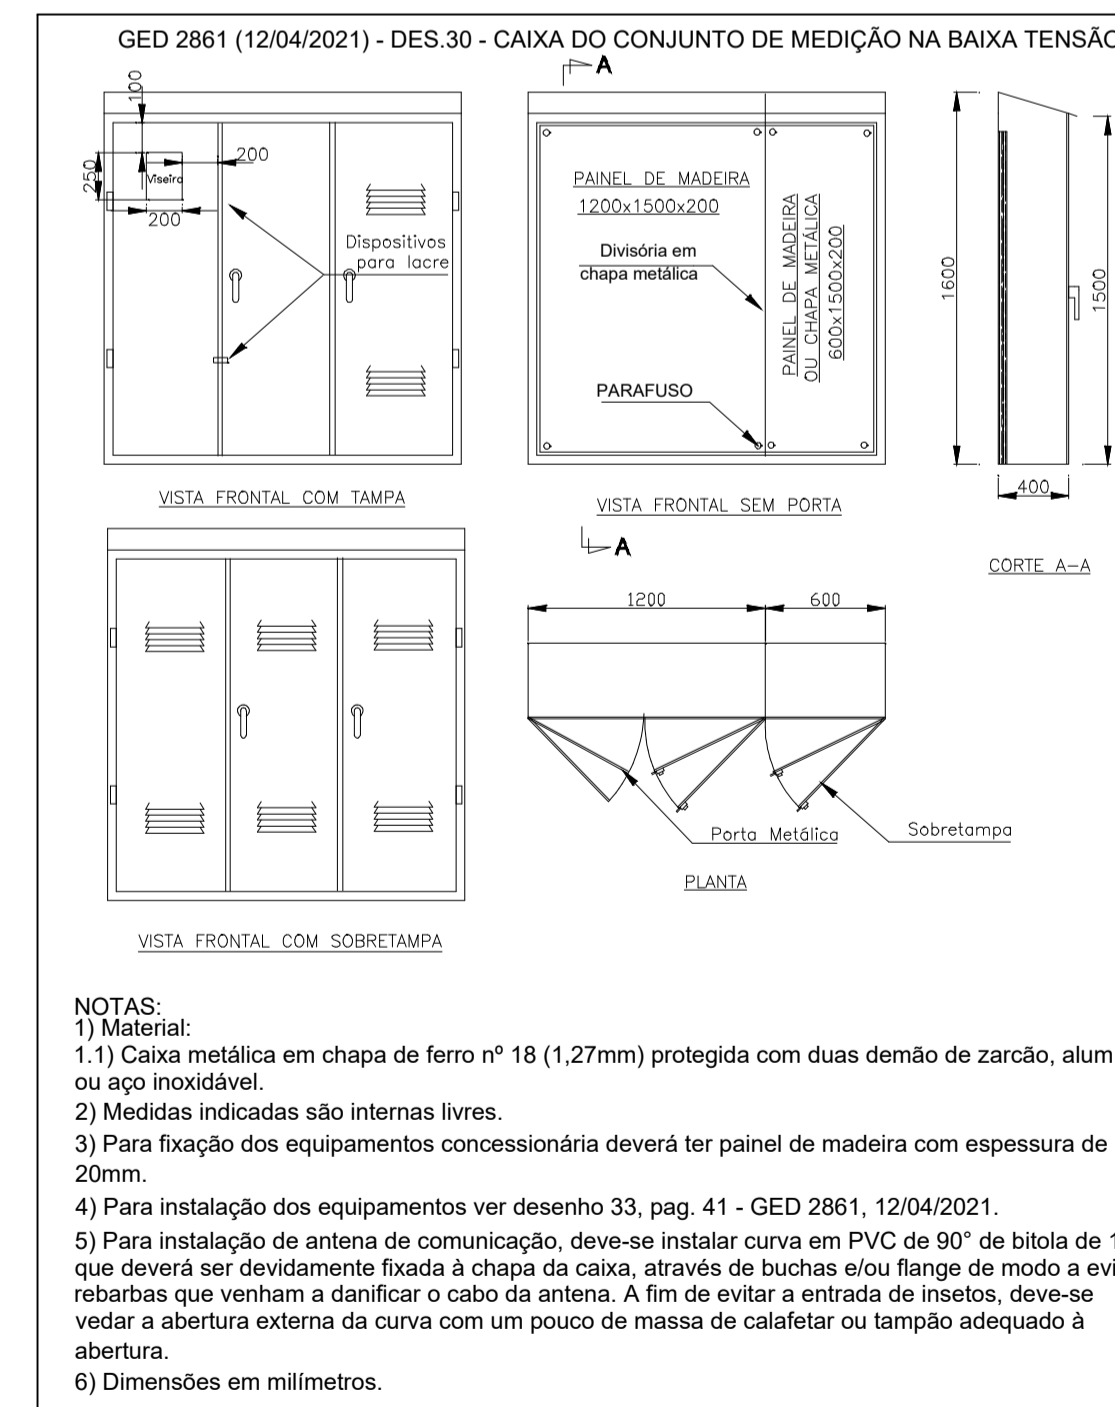 GED 2861 (12/04/2021) - DES.30 - CAIXA DO CONJUNTO DE MEDIÇÃO NA BAIXA TENSÃO
A
100
200
250
Viseira
200
Dispositivos
para lacre
VISTA FRONTAL COM TAMPA
PAINEL DE MADEIRA
1200x1500x200
Divisória em
chapa metálica
PARAFUSO
PAINEL DE MADEIRA
OU CHAPA METÁLICA
600x1500x200
VISTA FRONTAL SEM PORTA
A
1600
1500
400
CORTE A-A
VISTA FRONTAL COM SOBRETAMPA
1200
600
Porta Metálica
Sobretampa
PLANTA
NOTAS:
1) Material:
1.1) Caixa metálica em chapa de ferro nº 18 (1,27mm) protegida com duas demão de zarcão, alum
ou aço inoxidável.
2) Medidas indicadas são internas livres.
3) Para fixação dos equipamentos concessionária deverá ter painel de madeira com espessura de
20mm.
4) Para instalação dos equipamentos ver desenho 33, pag. 41 - GED 2861, 12/04/2021.
5) Para instalação de antena de comunicação, deve-se instalar curva em PVC de 90° de bitola de
que deverá ser devidamente fixada à chapa da caixa, através de buchas e/ou flange de modo a evi
rebarbas que venham a danificar o cabo da antena. A fim de evitar a entrada de insetos, deve-se
vedar a abertura externa da curva com um pouco de massa de calafetar ou tampão adequado à
abertura.
6) Dimensões em milímetros.